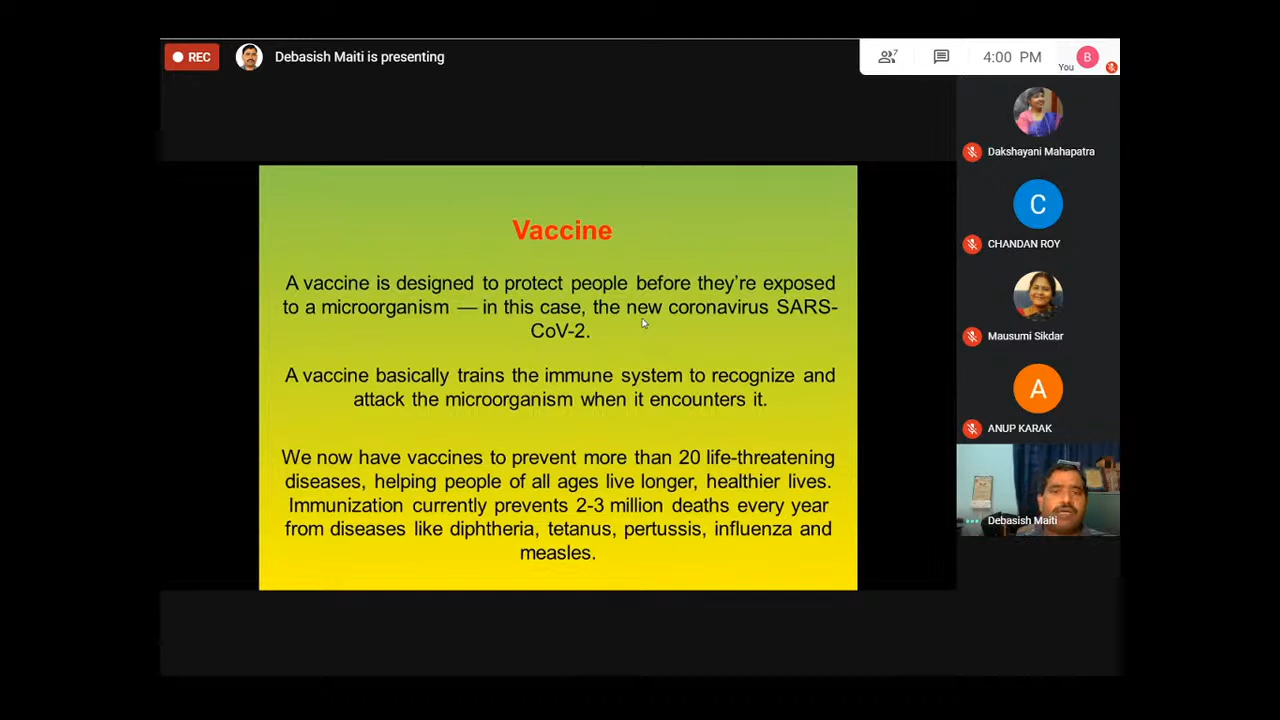 REC
Debasish Maiti is presenting
7
4:00 PM
You
B
Dakshayani Mahapatra
C
CHANDAN ROY
Mausumi Sikdar
A
ANUP KARAK
Debasish Maiti
Vaccine
A vaccine is designed to protect people before they’re exposed
to a microorganism — in this case, the new coronavirus SARS-
CoV-2.
A vaccine basically trains the immune system to recognize and
attack the microorganism when it encounters it.
We now have vaccines to prevent more than 20 life-threatening
diseases, helping people of all ages live longer, healthier lives.
Immunization currently prevents 2-3 million deaths every year
from diseases like diphtheria, tetanus, pertussis, influenza and
measles.